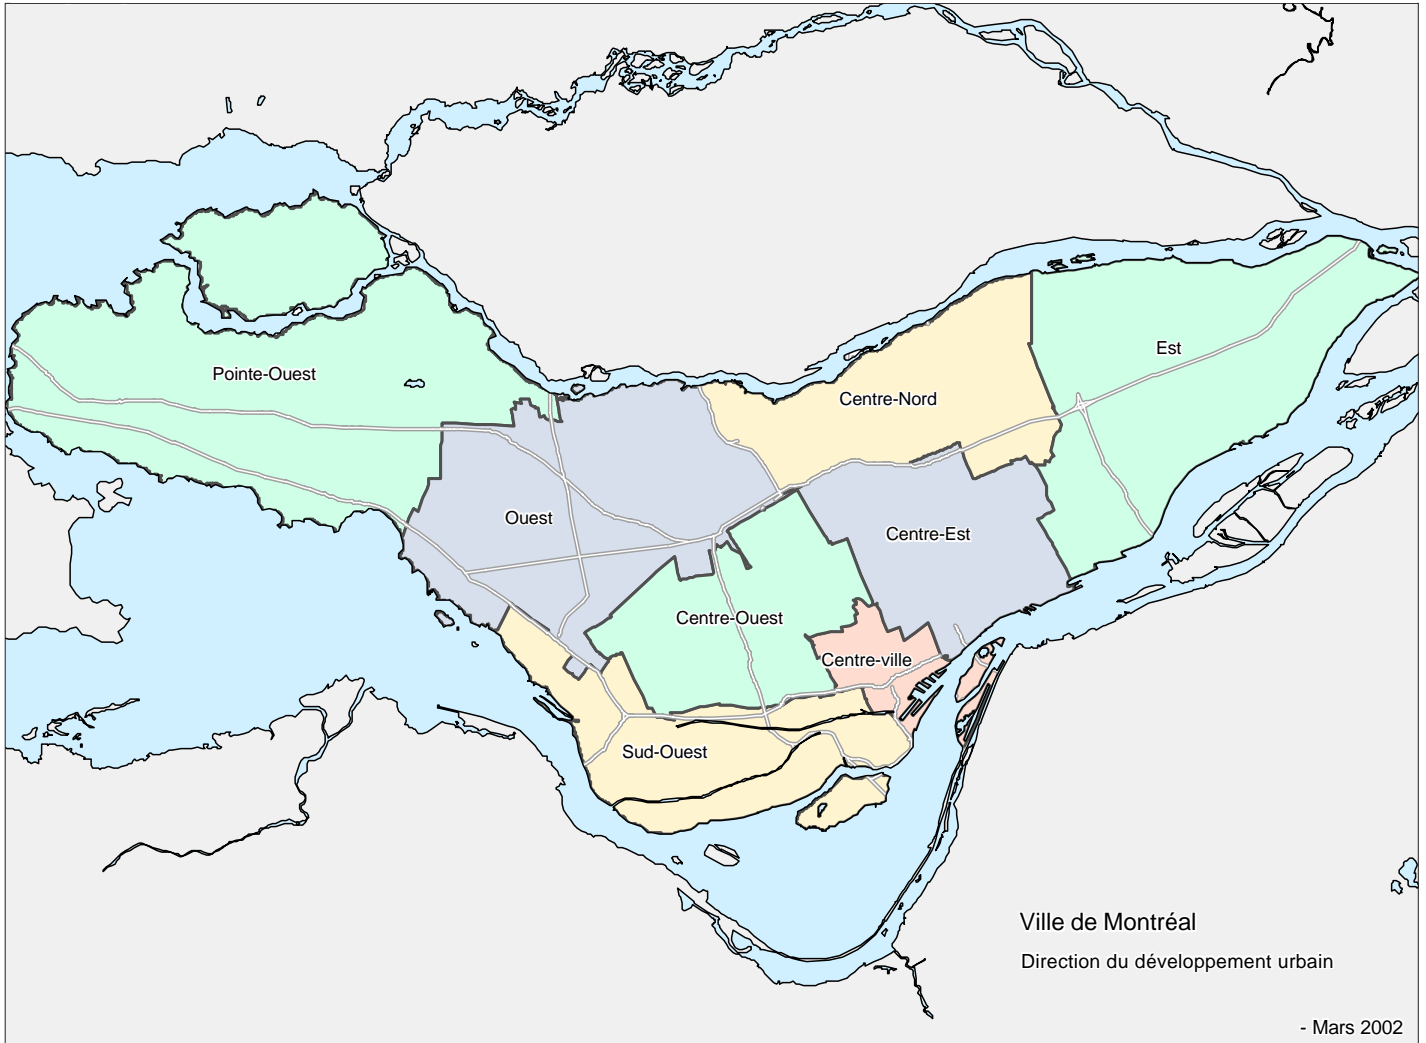 Pointe-Ouest
Est
Centre-Nord
Ouest
Centre-Est
Centre-Ouest
Centre-ville
Sud-Ouest
Ville de Montréal
Direction du développement urbain
- Mars 2002